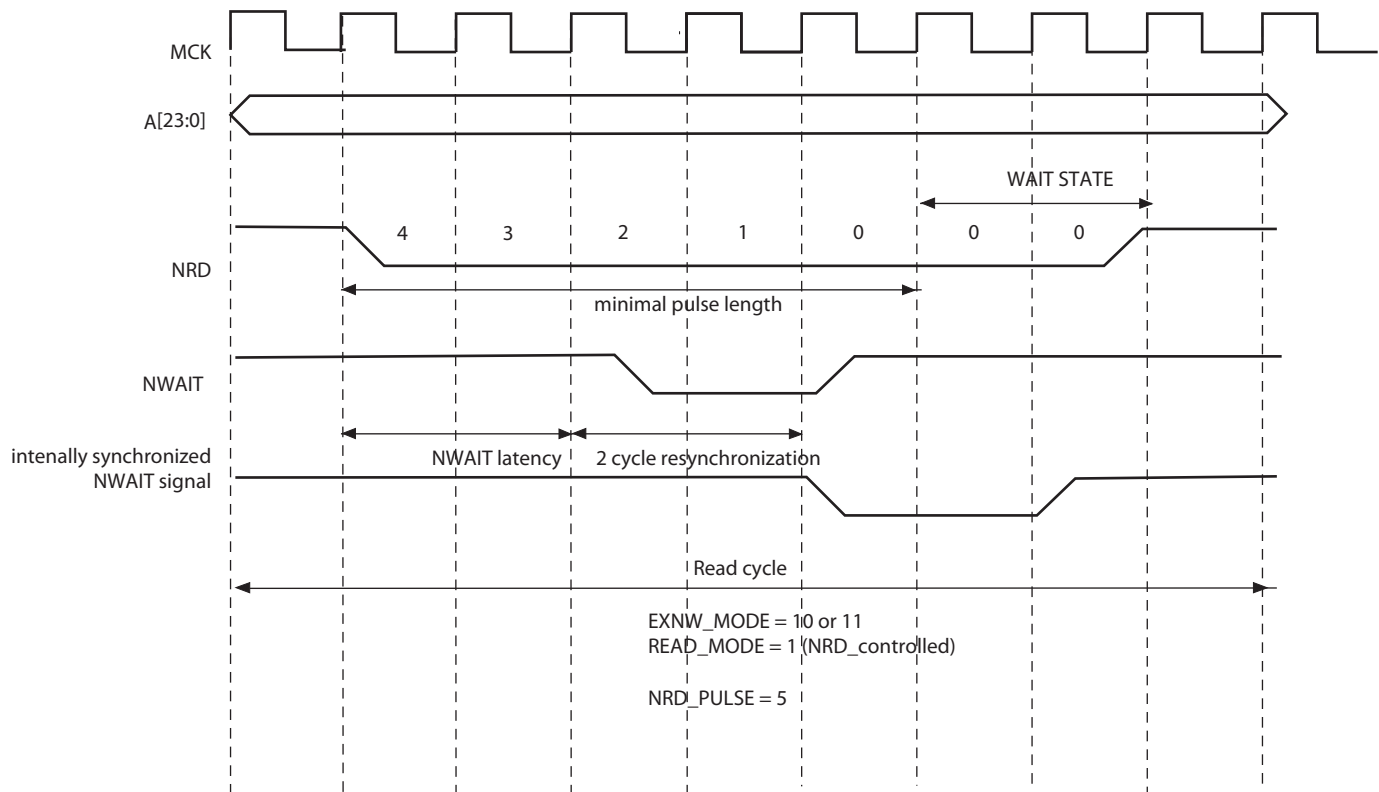 MCK
A[23:0]
WAIT STATE
4 3 2 1 0 0 0
NRD
minimal pulse length
NWAIT
intenally synchronized
NWAIT signal
NWAIT latency
2 cycle resynchronization
Read cycle
EXNW_MODE = 10 or 11
READ_MODE = 1 (NRD_controlled)
NRD_PULSE = 5